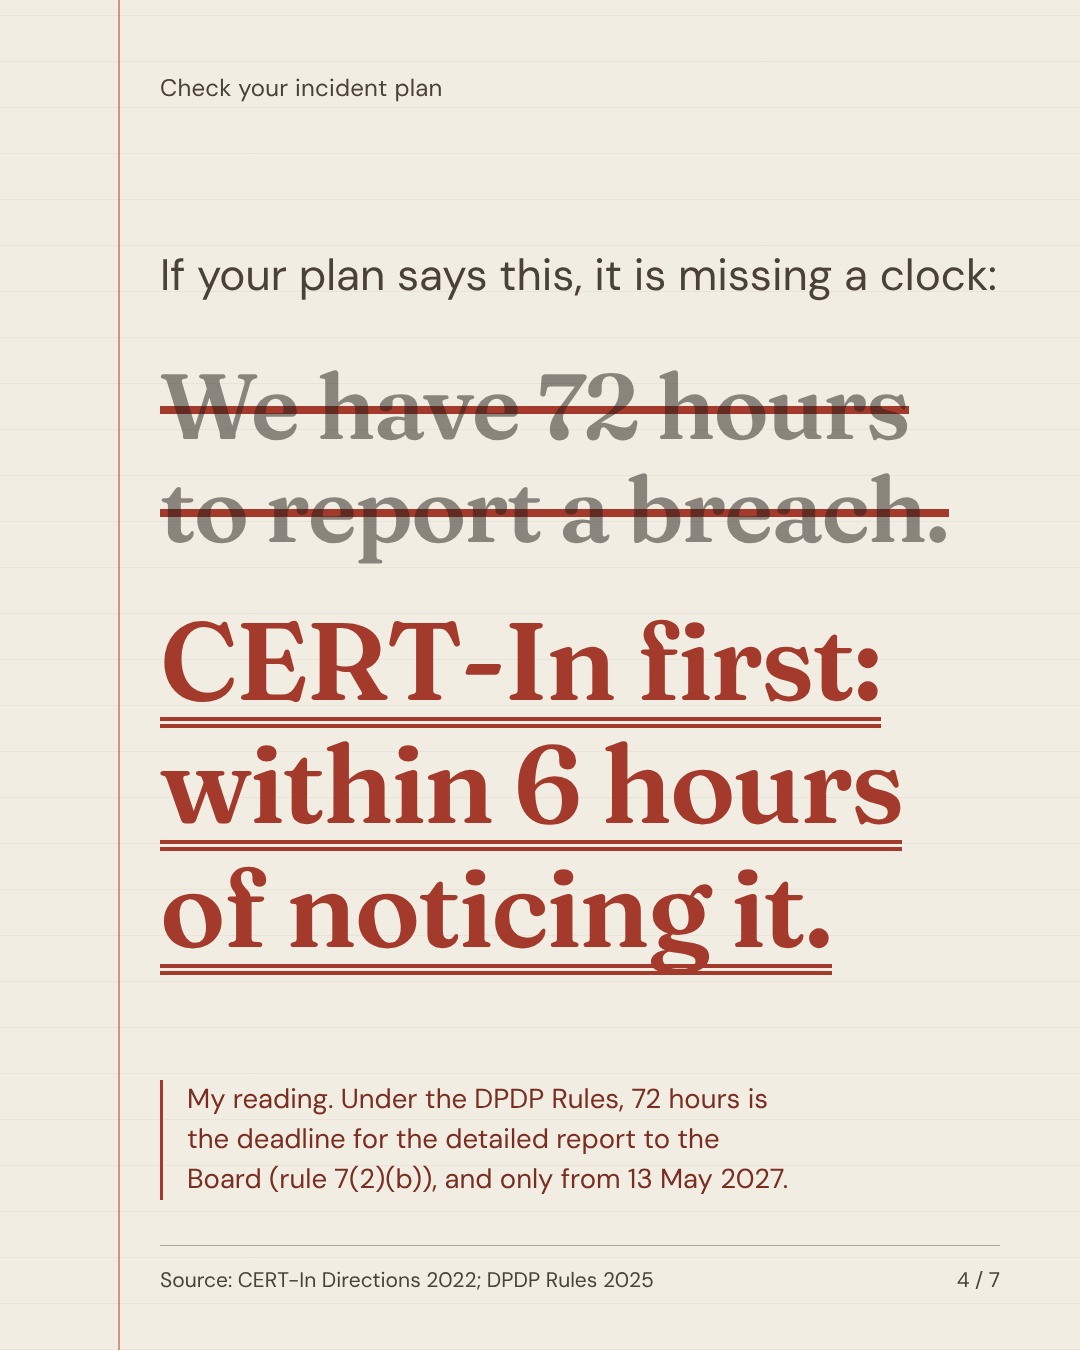 Check your incident plan
If your plan says this, it is missing a clock:
We have 72 hours
to report a breach.
CERT-In first:
within 6 hours
of noticing it.
My reading. Under the DPDP Rules, 72 hours is
the deadline for the detailed report to the
Board (rule 7(2)(b)), and only from 13 May 2027.
Source: CERT-In Directions 2022; DPDP Rules 2025
4 / 7